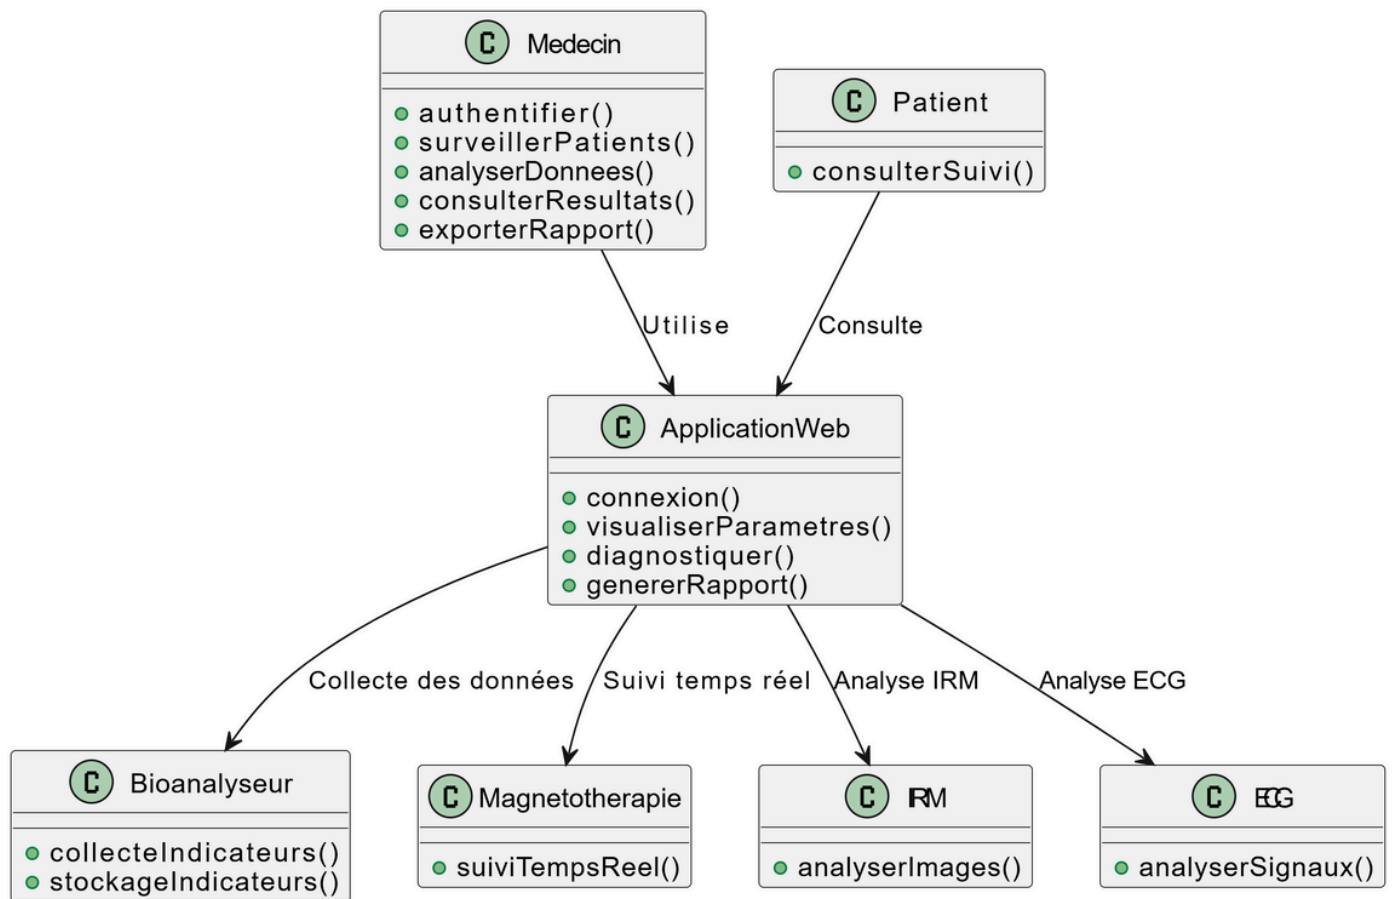 C Medecin
authentifier()
surveillerPatients()
analyserDonnees()
consulterResultats()
exporterRapport()
C Patient
consulterSuivi()
Utilise
Consulte
C ApplicationWeb
connexion()
visualiserParametres()
diagnostiquer()
genererRapport()
Collecte des données
Suivi temps réel
Analyse IRM
Analyse ECG
C Bioanalyseur
collecteIndicateurs()
stockageIndicateurs()
C Magnetotherapie
suiviTempsReel()
C IRM
analyserImages()
C ECG
analyserSignaux()